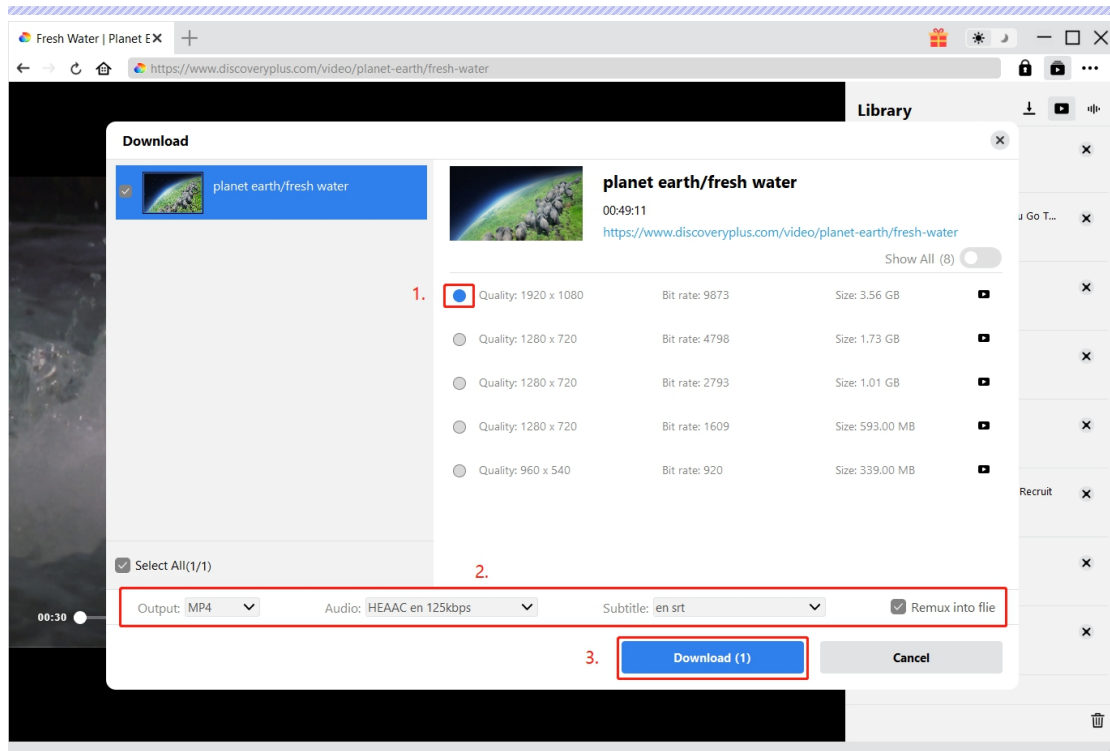 Fresh Water | Planet E
https://www.discoveryplus.com/video/planet-earth/fresh-water
Library
Download
planet earth/fresh water
planet earth/fresh water
00:49:11
https://www.discoveryplus.com/video/planet-earth/fresh-water
Show All (8)
u Go T...
1.
Quality: 1920 x 1080 Bit rate: 9873 Size: 3.56 GB
Quality: 1280 x 720 Bit rate: 4798 Size: 1.73 GB
Quality: 1280 x 720 Bit rate: 2793 Size: 1.01 GB
Quality: 1280 x 720 Bit rate: 1609 Size: 593.00 MB
Quality: 960 x 540 Bit rate: 920 Size: 339.00 MB
Recruit
Select All(1/1)
2.
Output: MP4 Audio: HEAAC en 125kbps Subtitle: en srt Remux into flie
00:30
3. Download (1) Cancel